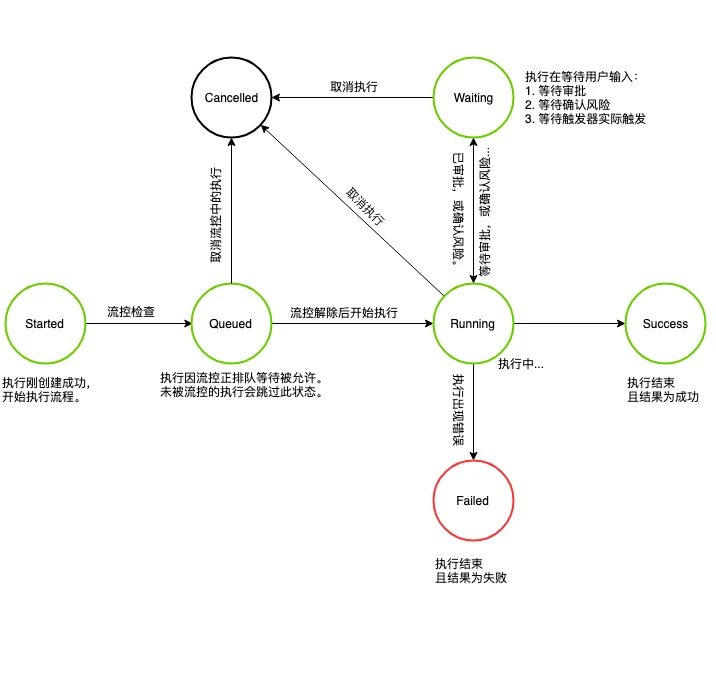 Cancelled
取消执行
Waiting
执行在等待用户输入：
1. 等待审批
2. 等待确认风险
3. 等待触发器实际触发
取消流控中的执行
取消执行
已审批，或确认风险。
等待审批，或确认风险...
Started
流控检查
Queued
流控解除后开始执行
Running
Success
执行中...
执行刚创建成功，
开始执行流程。
执行因流控正排队等待被允许。
未被流控的执行会跳过此状态。
执行结束
且结果为成功
执行出现错误
Failed
执行结束
且结果为失败